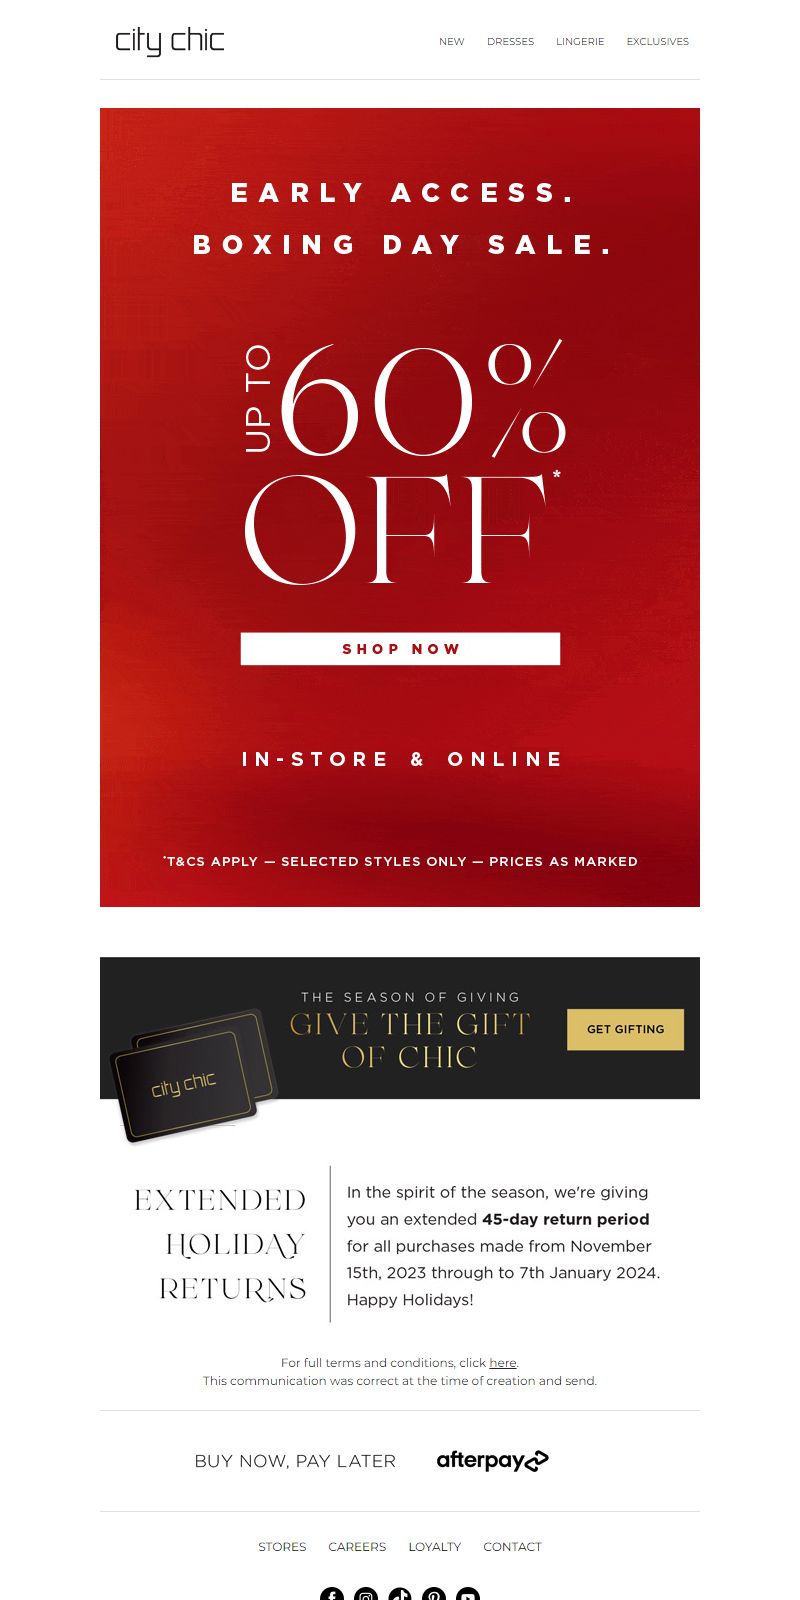 city chic
NEW DRESSES LINGERIE EXCLUSIVES
EARLY ACCESS.
BOXING DAY SALE.
UP TO 60%
OFF*
SHOP NOW
IN-STORE & ONLINE
*T&CS APPLY — SELECTED STYLES ONLY — PRICES AS MARKED
THE SEASON OF GIVING
GIVE THE GIFT
OF CHIC
GET GIFTING
city chic
EXTENDED
HOLIDAY
RETURNS
In the spirit of the season, we're giving
you an extended 45-day return period
for all purchases made from November
15th, 2023 through to 7th January 2024.
Happy Holidays!
For full terms and conditions, click here.
This communication was correct at the time of creation and send.
BUY NOW, PAY LATER afterpay
STORES CAREERS LOYALTY CONTACT